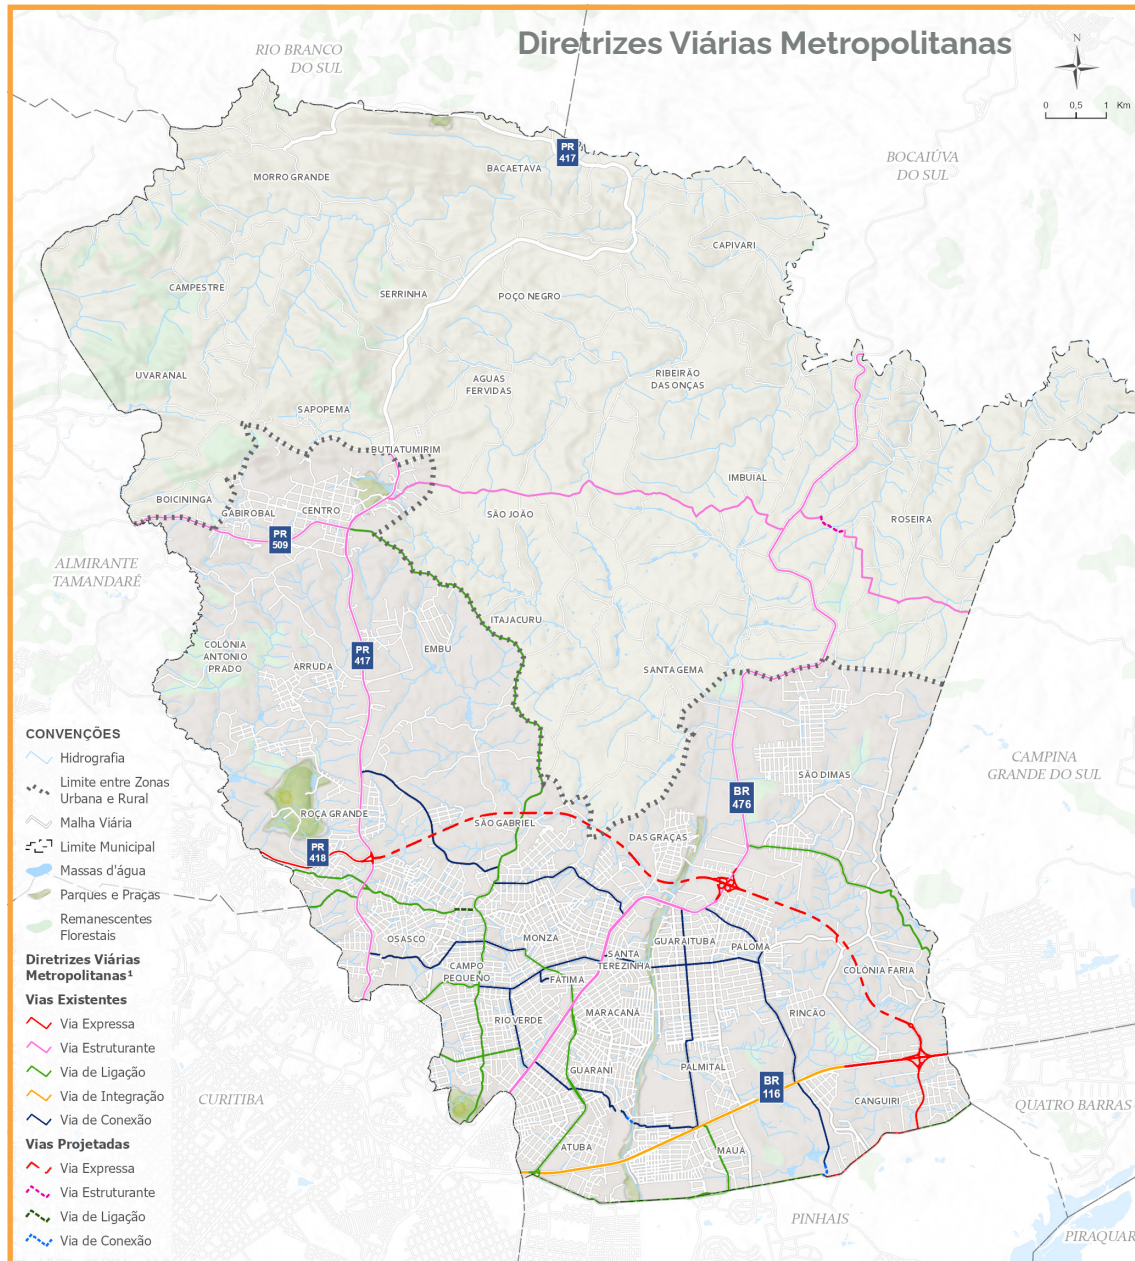 Diretrizes Viárias Metropolitanas
RIO BRANCO
DO SUL
N
0 0,5 1 Km
PR
417
BOCAIÚVA
DO SUL
BACAETAVA
MORRO GRANDE
CAPIVARI
CAMPESTRE
SERRINHA
POÇO NEGRO
UVARANAL
AGUAS
FERVIDAS
RIBEIRÃO
DAS ONÇAS
SAPOPEMA
BUTIATUMIRIM
IMBUIAL
BOICININGA
GABIROBAL
CENTRO
SÃO JOÃO
ROSEIRA
PR
509
ALMIRANTE
TAMANDARÉ
ITAJACURU
COLÔNIA
ANTONIO
PRADO
ARRUDA
PR
417
EMBU
SANTA GEMA
CONVENÇÕES
Hidrografia
Limite entre Zonas
Urbana e Rural
Malha Viária
Limite Municipal
Massas d'água
Parques e Praças
Remanescentes
Florestais
Diretrizes Viárias
Metropolitanas¹
Vias Existentes
Via Expressa
Via Estruturante
Via de Ligação
Via de Integração
Via de Conexão
Vias Projetadas
Via Expressa
Via Estruturante
Via de Ligação
Via de Conexão
CAMPINA
GRANDE DO SUL
SÃO DIMAS
BR
476
ROÇA GRANDE
SÃO GABRIEL
DAS GRAÇAS
PR
418
OSASCO
MONZA
GUARAITUBA
PALOMA
SANTA
TEREZINHA
CAMPO
PEQUENO
FÁTIMA
COLÔNIA FARIA
RIO VERDE
MARACANÃ
RINCÃO
GUARANI
PALMITAL
BR
116
CANGUIRI
CURITIBA
QUATRO BARRAS
ATUBA
MAUÁ
PINHAIS
PIRAQUAR